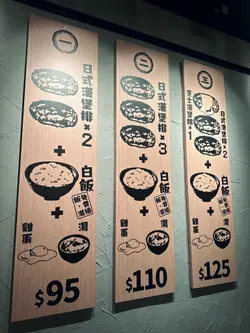 一
日式漢堡排×2
+
白飯
+
雞蛋
湯
$95
二
日式漢堡排×3
+
白飯
+
雞蛋
湯
$110
三
日式漢堡排×2
芝士漢堡排×1
+
白飯
+
雞蛋
湯
$125